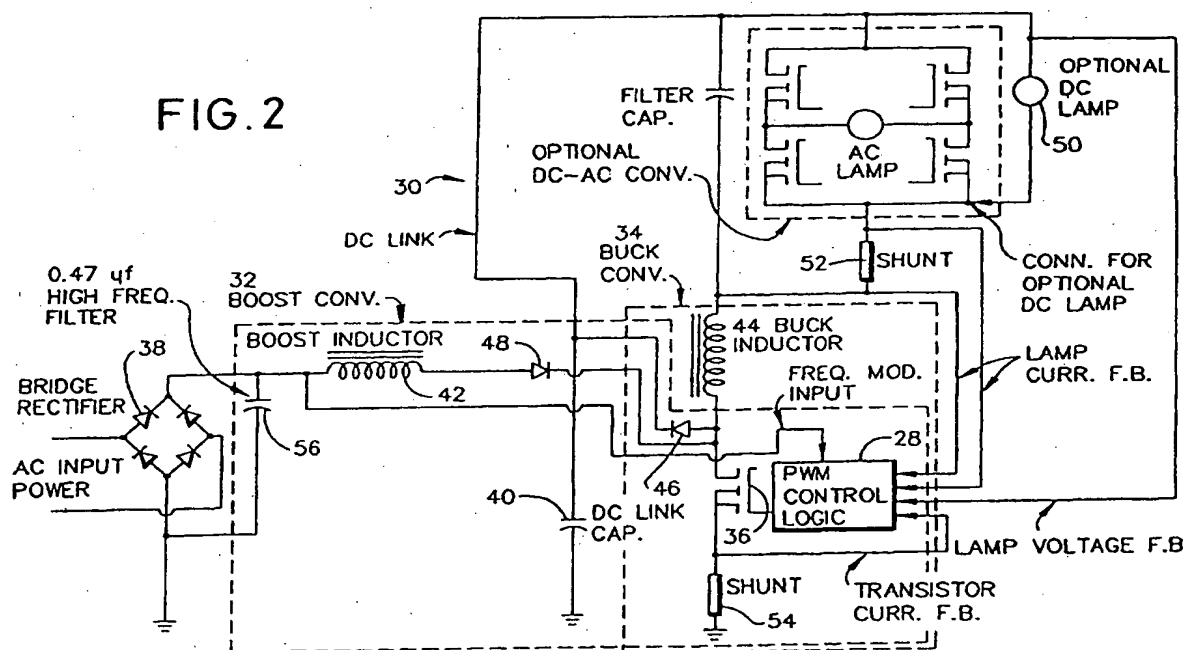 FIG.2
30
DC LINK
FILTER
CAP.
OPTIONAL
DC-AC CONV.
AC
LAMP
OPTIONAL
DC
LAMP
50
34
BUCK
CONV.
52
SHUNT
CONN. FOR
OPTIONAL
DC LAMP
0.47 uf
HIGH FREQ.
FILTER
32
BOOST CONV.
BOOST INDUCTOR
48
42
44 BUCK
INDUCTOR
LAMP
CURR. F.B.
FREQ. MOD.
INPUT
38
BRIDGE
RECTIFIER
56
AC INPUT
POWER
46
28
PWM
CONTROL
LOGIC
36
40
DC LINK
CAP.
LAMP VOLTAGE F.B
SHUNT
54
TRANSISTOR
CURR. F.B.